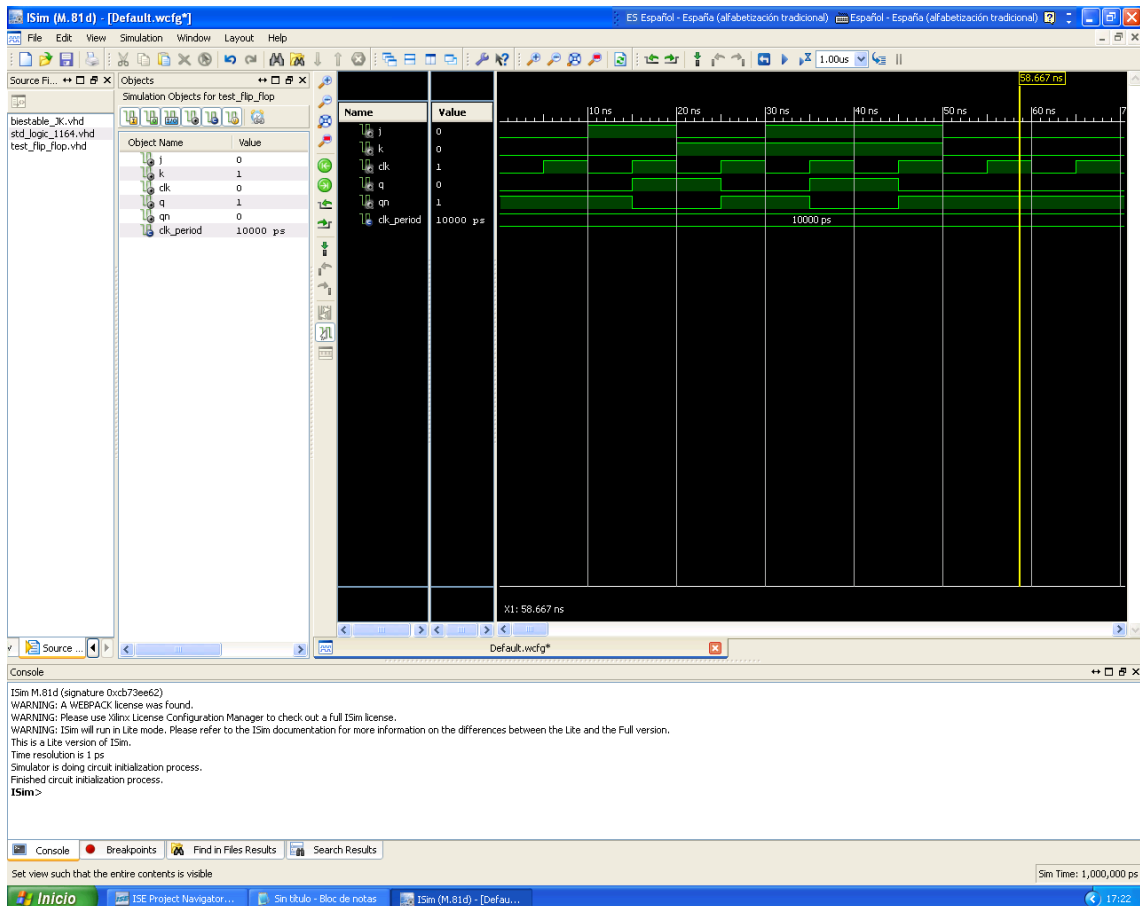 ISim (M.81d) - [Default.wcfg*]
ES Español - España (alfabetización tradicional) Español - España (alfabetización tradicional)
File Edit View Simulation Window Layout Help
1.00us
Source Fi...
biestable_JK.vhd
std_logic_1164.vhd
test_flip_flop.vhd
Source ...
Objects
Simulation Objects for test_flip_flop
Object Name Value
j 0
k 1
clk 0
q 1
qn 0
clk_period 10000 ps
58.667 ns
Name Value
10 ns 20 ns 30 ns 40 ns 50 ns 60 ns 7
j 0
k 0
clk 1
q 0
qn 1
clk_period 10000 ps 10000 ps
X1: 58.667 ns
Default.wcfg*
Console
ISim M.81d (signature 0xcb73ee62)
WARNING: A WEBPACK license was found.
WARNING: Please use Xilinx License Configuration Manager to check out a full ISim license.
WARNING: ISim will run in Lite mode. Please refer to the ISim documentation for more information on the differences between the Lite and the Full version.
This is a Lite version of ISim.
Time resolution is 1 ps
Simulator is doing circuit initialization process.
Finished circuit initialization process.
ISim>
Console Breakpoints Find in Files Results Search Results
Set view such that the entire contents is visible Sim Time: 1,000,000 ps
Inicio ISE Project Navigator... Sin título - Bloc de notas ISim (M.81d) - [Defau... 17:22